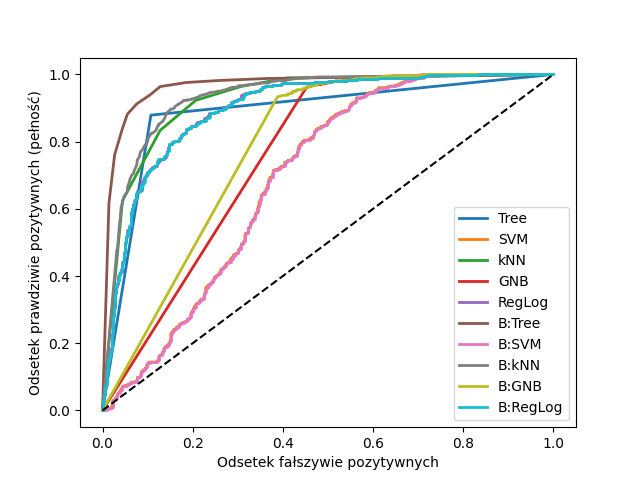 1.0
0.8
0.6
0.4
0.2
0.0
Odsetek prawdziwie pozytywnych (pełność)
Tree
SVM
kNN
GNB
RegLog
B:Tree
B:SVM
B:kNN
B:GNB
B:RegLog
0.0 0.2 0.4 0.6 0.8 1.0
Odsetek fałszywie pozytywnych